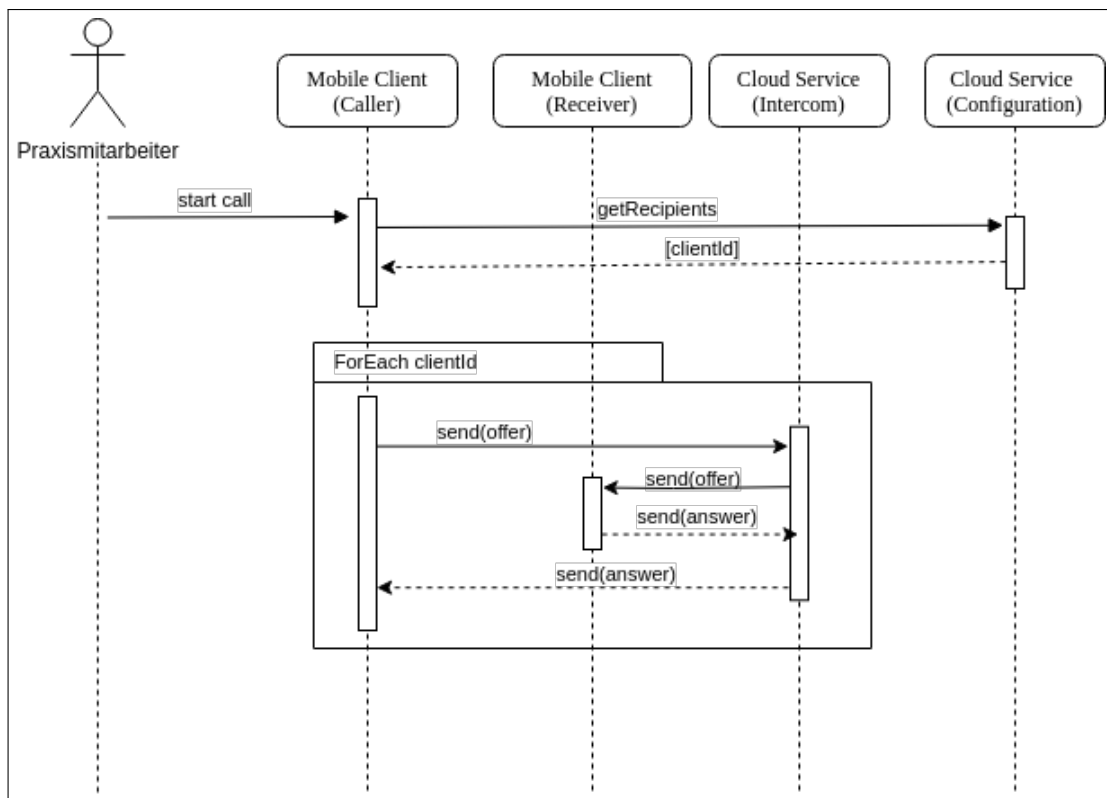 Mobile Client
(Caller)
Mobile Client
(Receiver)
Cloud Service
(Intercom)
Cloud Service
(Configuration)
Praxismitarbeiter
start call
getRecipients
[clientId]
ForEach clientId
send(offer)
send(offer)
send(answer)
send(answer)